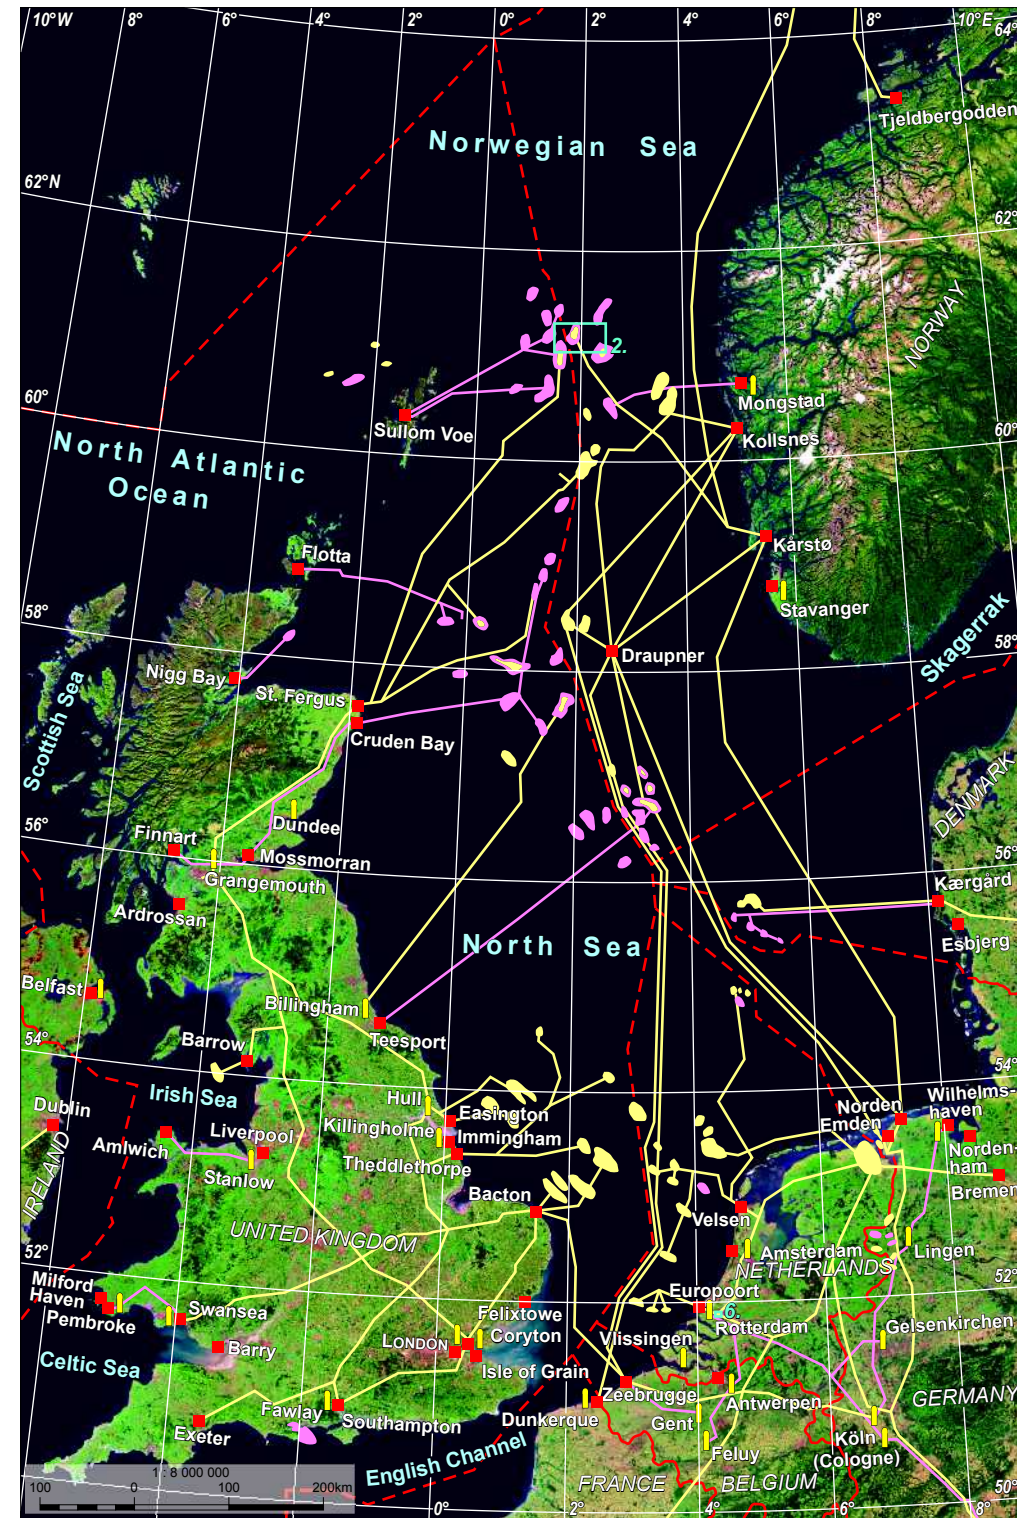 10°W
8°
6°
4°
2°
0°
2°
4°
6°
8°
10°E
64°
Tjeldbergodden
Norwegian Sea
62°N
62°
NORWAY
2.
60°
Mongstad
Sullom Voe
Kollsnes
60°
North Atlantic
Ocean
Flotta
Kårstø
Stavanger
58°
Skagerrak
58°
Draupner
Nigg Bay
St. Fergus
Scottish Sea
Cruden Bay
DENMARK
56°
Dundee
Finnart
Mossmorran
56°
Grangemouth
Kærgård
Ardrossan
Esbjerg
North Sea
Belfast
Billingham
Teesport
54°
Barrow
54°
Irish Sea
Hull
Easington
Wilhelms-
haven
Norden
Emden
Dublin
Killingholme
Immingham
Amlwich
Liverpool
Norden-
ham
Theddlethorpe
Stanlow
Bremen
IRELAND
Bacton
Velsen
UNITED KINGDOM
Amsterdam
Lingen
52°
NETHERLANDS
52°
Milford
Haven
Europoort
6.
Pembroke
Swansea
Felixtowe
Rotterdam
Gelsenkirchen
LONDON
Coryton
Vlissingen
Barry
Celtic Sea
Isle of Grain
Zeebrugge
Antwerpen
GERMANY
Fawlay
Southampton
Dunkerque
Gent
Exeter
Feluy
Köln
(Cologne)
English Channel
FRANCE
BELGIUM
1 : 8 000 000
100
0
100
200km
0°
2°
4°
6°
8°
50°